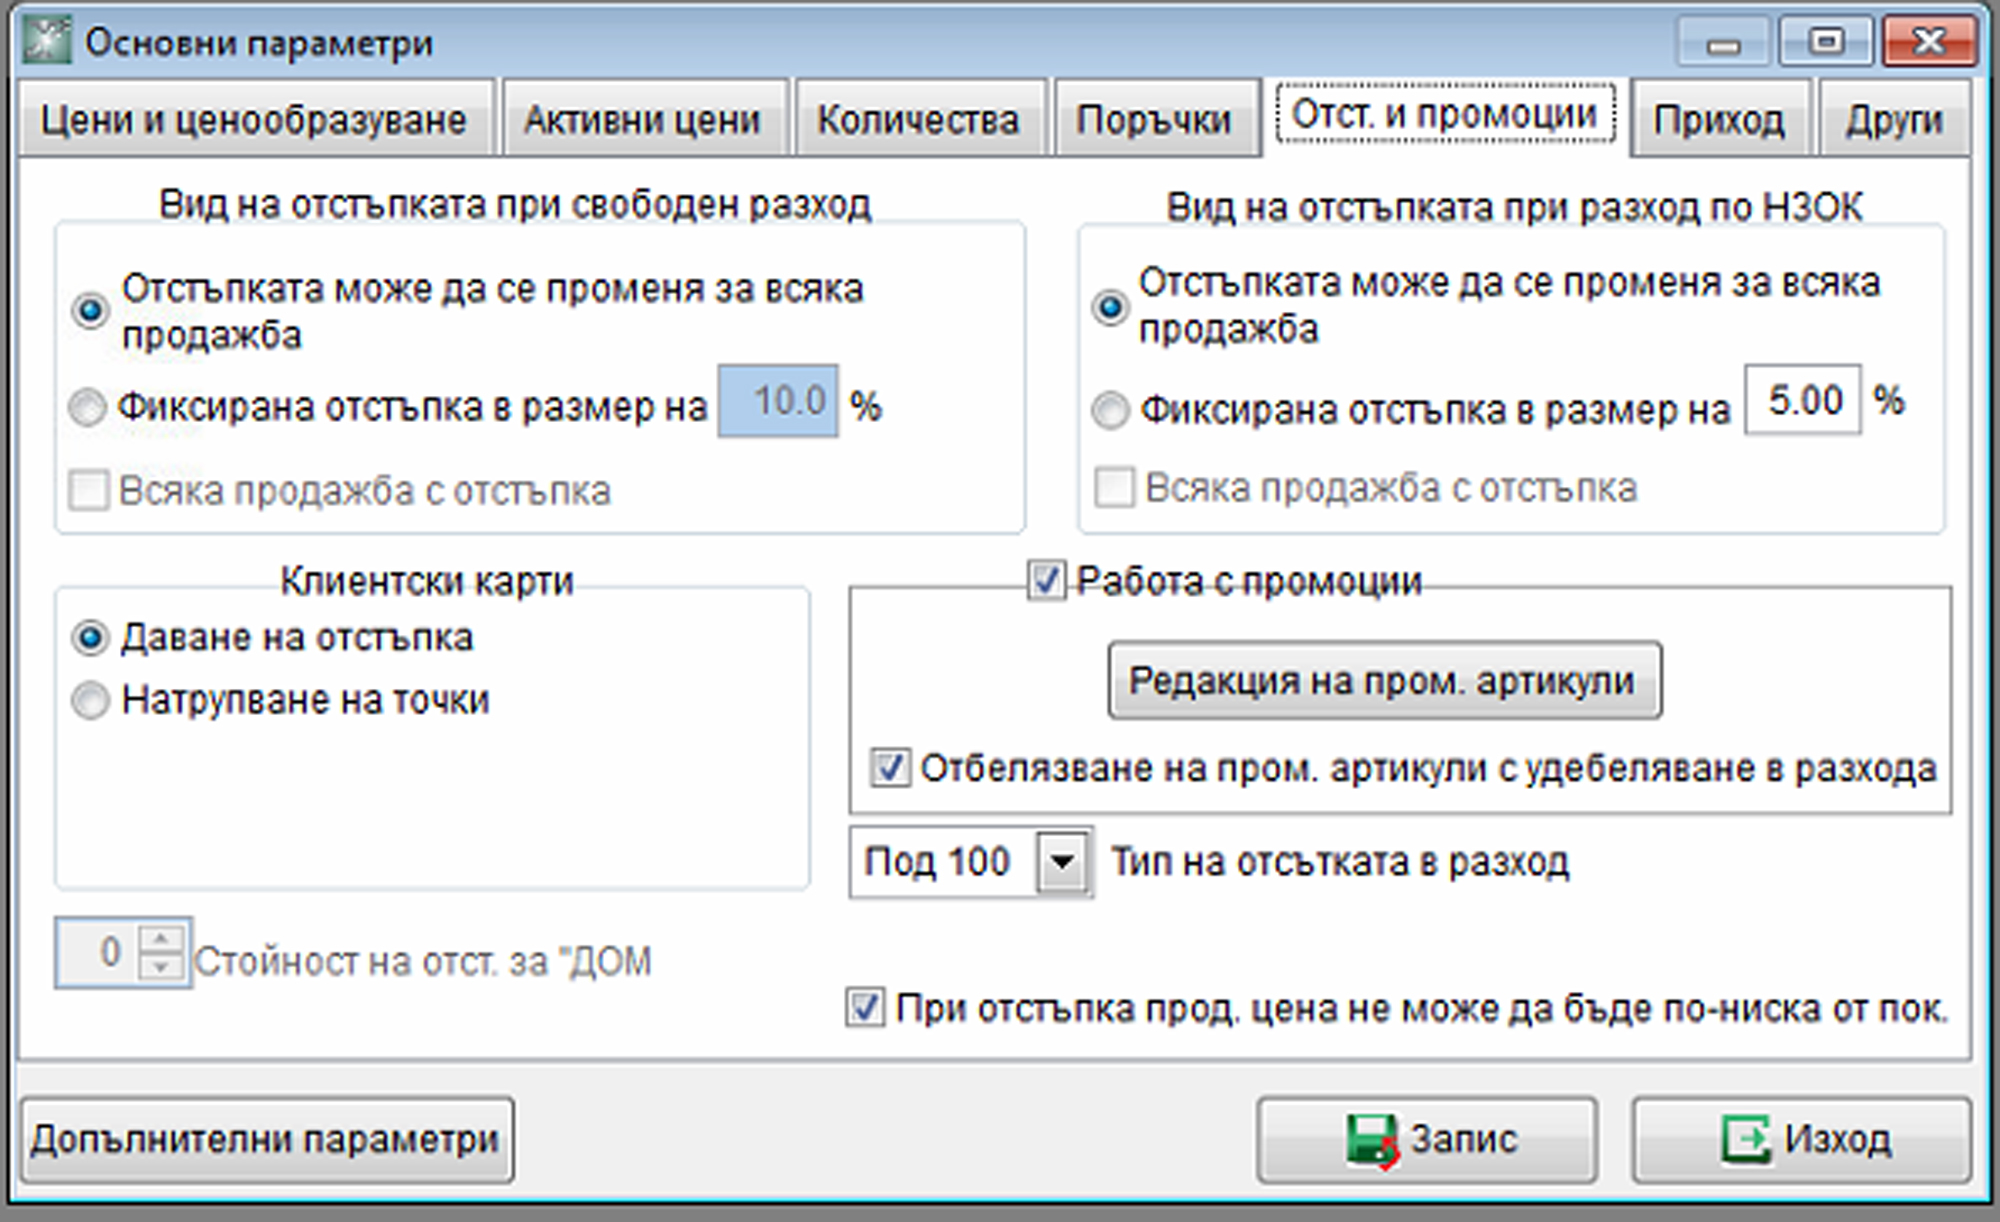 Основни параметри
Цени и ценообразуване
Активни цени
Количества
Поръчки
Отст. и промоции
Приход
Други
Вид на отстъпката при свободен разход
Отстъпката може да се променя за всяка
продажба
Фиксирана отстъпка в размер на 10.0 %
Всяка продажба с отстъпка
Вид на отстъпката при разход по НЗОК
Отстъпката може да се променя за всяка
продажба
Фиксирана отстъпка в размер на 5.00 %
Всяка продажба с отстъпка
Клиентски карти
Даване на отстъпка
Натрупване на точки
Работа с промоции
Редакция на пром. артикули
Отбелязване на пром. артикули с удебеляване в разхода
Под 100 Тип на отсътката в разход
0 Стойност на отст. за "ДОМ
При отстъпка прод. цена не може да бъде по-ниска от пок.
Допълнителни параметри
Запис
Изход